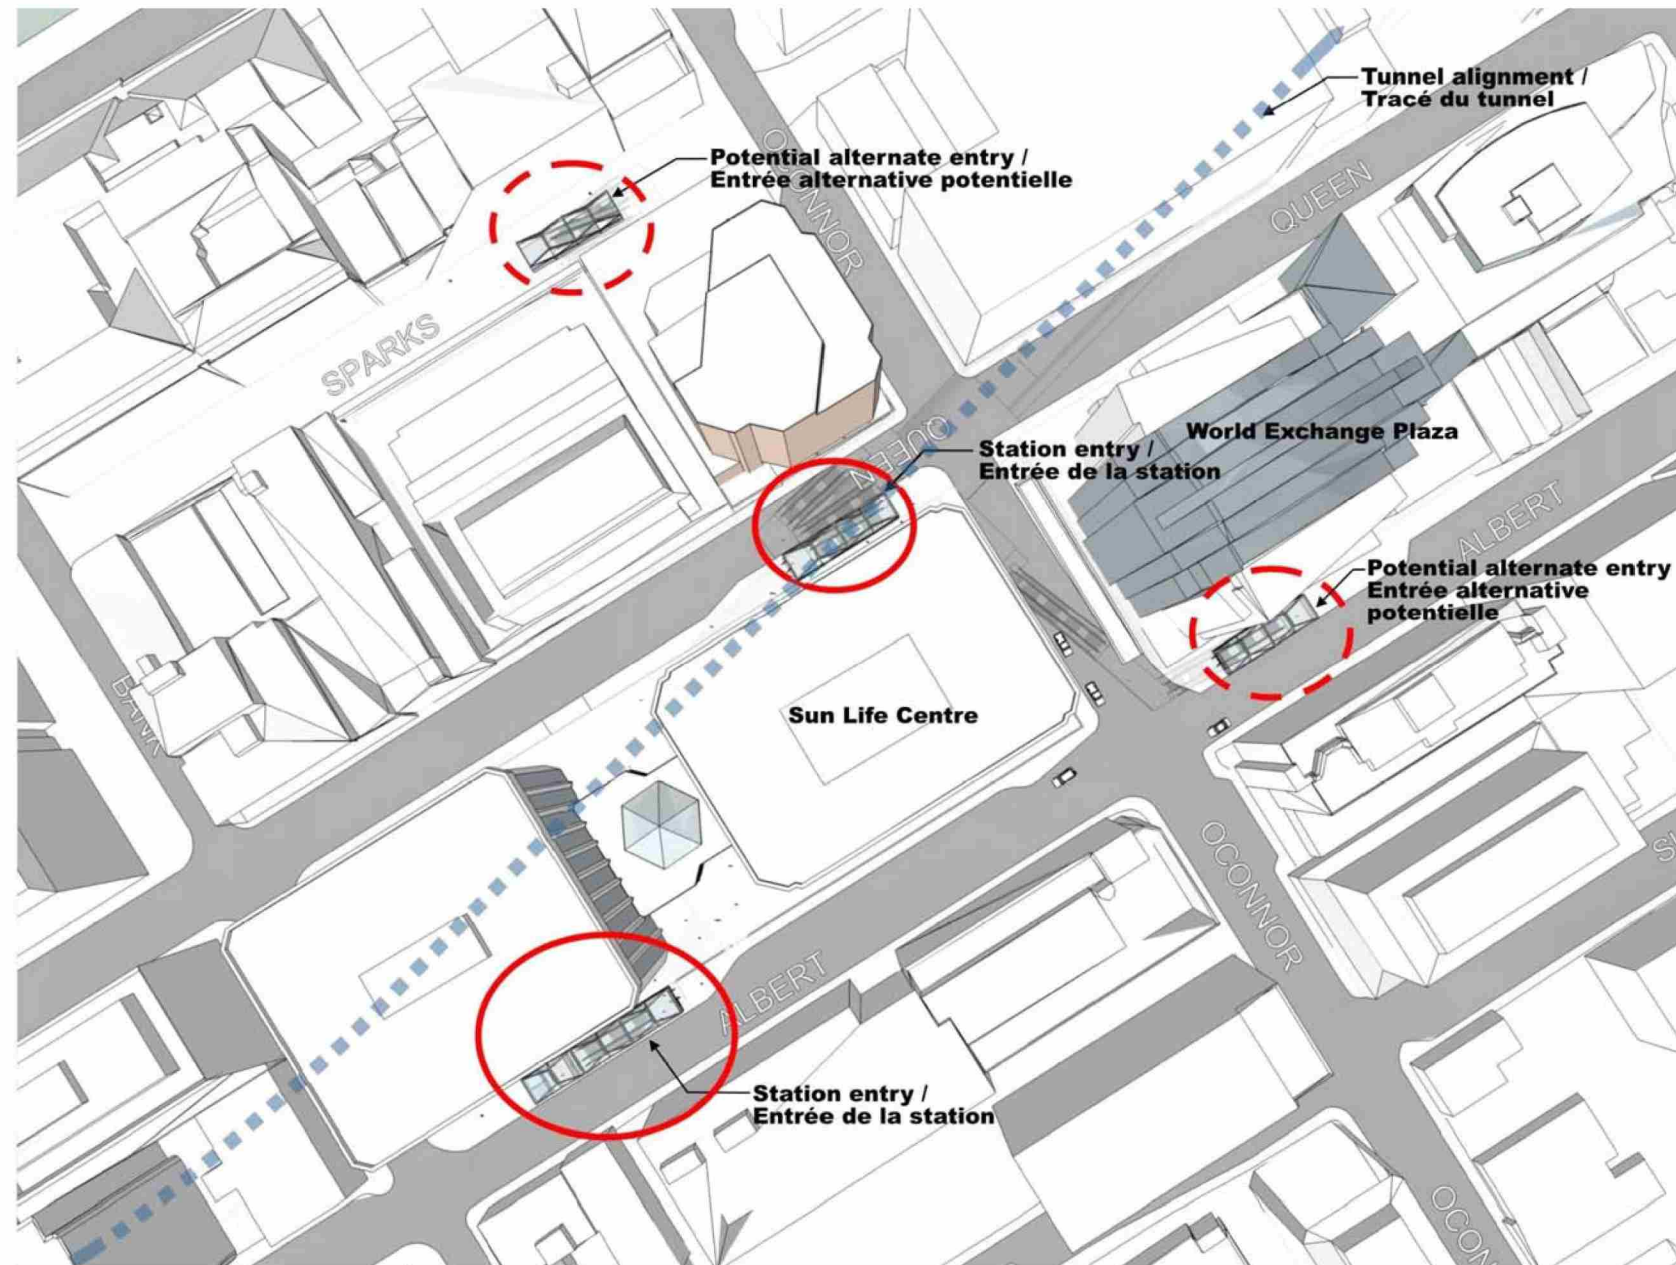 Tunnel alignment /
Tracé du tunnel
Potential alternate entry /
Entrée alternative potentielle
OCONNOR
QUEEN
SPARKS
QUEEN
World Exchange Plaza
Station entry /
Entrée de la station
ALBERT
Potential alternate entry
Entrée alternative
potentielle
BANK
Sun Life Centre
OCONNOR
ALBERT
Station entry /
Entrée de la station
OCONN